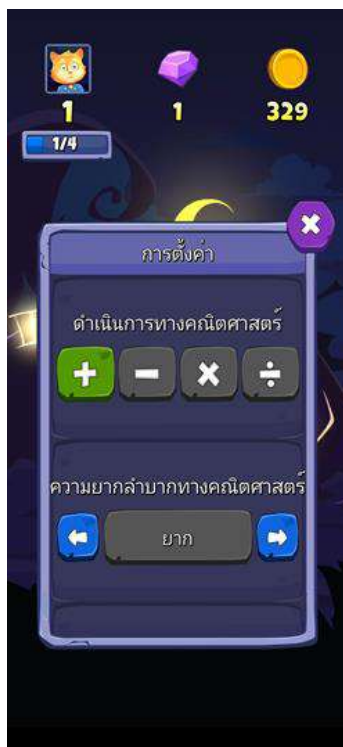 1
1
329
1/4
การตั้งค่า
ดำเนินการทางคณิตศาสตร์
ความยากลำบากทางคณิตศาสตร์
ยาก